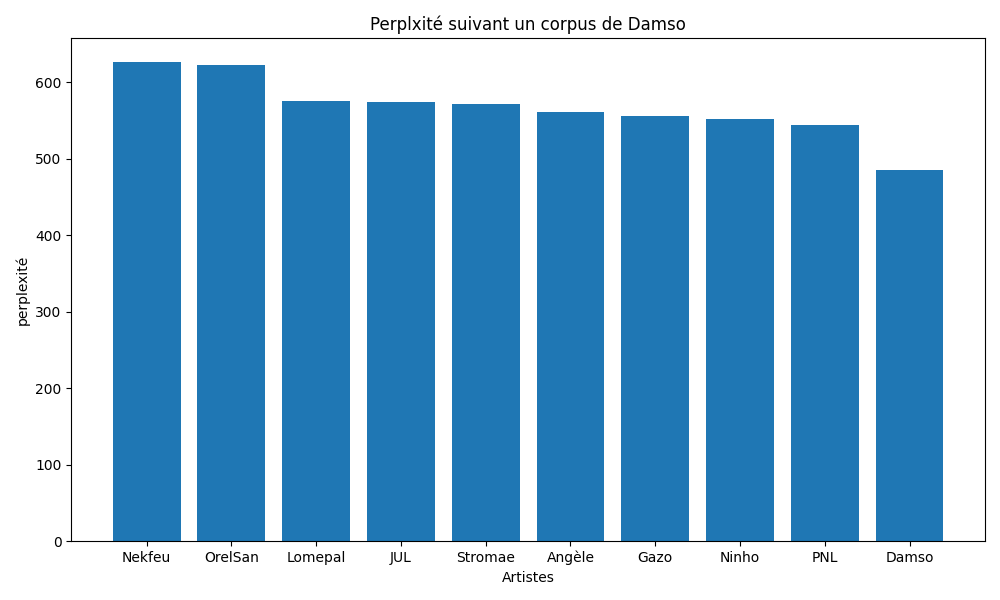 Perplxité suivant un corpus de Damso
perplexité
600
500
400
300
200
100
0
Nekfeu OrelSan Lomepal JUL Stromae Angèle Gazo Ninho PNL Damso
Artistes